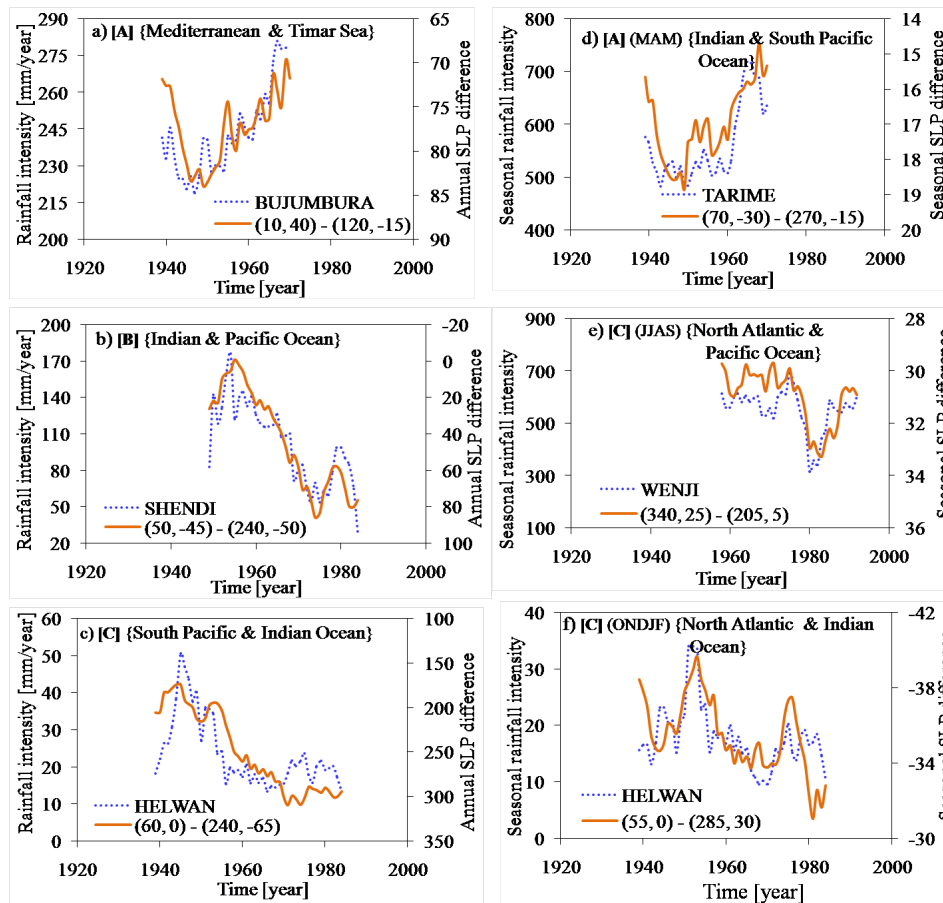 a) [A] {Mediterranean & Timar Sea}
Rainfall intensity [mm/year]
290
275
260
245
230
215
200
65
70
75
80
85
90
Annual SLP difference
BUJUMBURA
(10, 40) - (120, -15)
1920 1940 1960 1980 2000
Time [year]
d) [A] (MAM) {Indian & South Pacific
Ocean}
Seasonal rainfall intensity
800
700
600
500
400
14
15
16
17
18
19
20
Seasonal SLP difference
TARIME
(70, -30) - (270, -15)
1920 1940 1960 1980 2000
Time [year]
b) [B] {Indian & Pacific Ocean}
Rainfall intensity [mm/year]
200
170
140
110
80
50
20
-20
0
20
40
60
80
100
Annual SLP difference
SHENDI
(50, -45) - (240, -50)
1920 1940 1960 1980 2000
Time [year]
e) [C] (JJAS) {North Atlantic &
Pacific Ocean}
Seasonal rainfall intensity
900
700
500
300
100
28
30
32
34
36
WENJI
(340, 25) - (205, 5)
1920 1940 1960 1980 2000
Time [year]
c) [C] {South Pacific & Indian Ocean}
Rainfall intensity [mm/year]
60
50
40
30
20
10
0
100
150
200
250
300
350
Annual SLP difference
HELWAN
(60, 0) - (240, -65)
1920 1940 1960 1980 2000
Time [year]
f) [C] (ONDJF) {North Atlantic & Indian
Ocean}
Seasonal rainfall intensity
40
30
20
10
0
-42
-38
-34
-30
HELWAN
(55, 0) - (285, 30)
1920 1940 1960 1980 2000
Time [year]